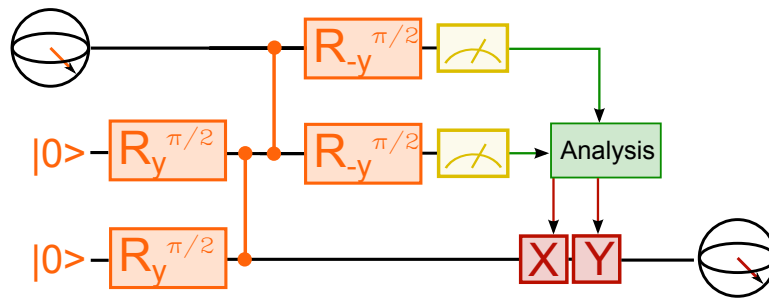 R-y π/2
|0> Ry π/2 R-y π/2 Analysis
|0> Ry π/2 X Y